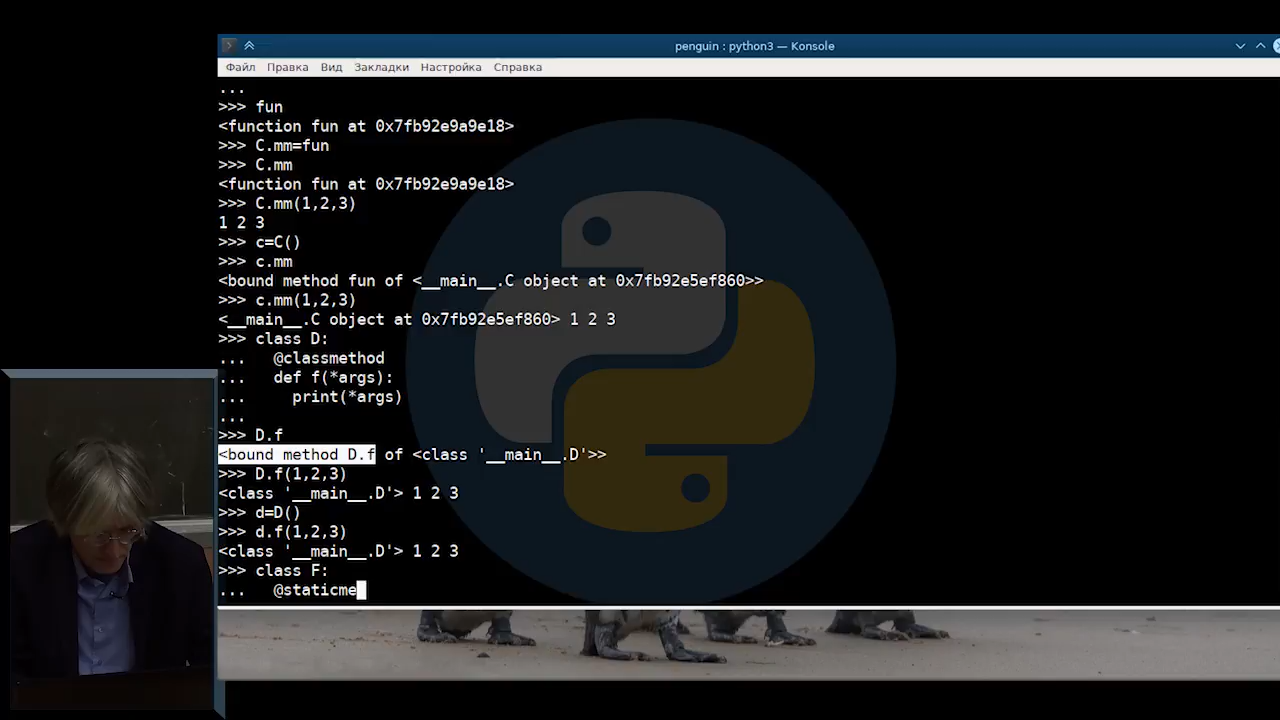 penguin : python3 — Konsole
Файл Правка Вид Закладки Настройка Справка
...
>>> fun
<function fun at 0x7fb92e9a9e18>
>>> C.mm=fun
>>> C.mm
<function fun at 0x7fb92e9a9e18>
>>> C.mm(1,2,3)
1 2 3
>>> c=C()
>>> c.mm
<bound method fun of <__main__.C object at 0x7fb92e5ef860>>
>>> c.mm(1,2,3)
<__main__.C object at 0x7fb92e5ef860> 1 2 3
>>> class D:
...   @classmethod
...   def f(*args):
...     print(*args)
...
>>> D.f
<bound method D.f of <class '__main__.D'>>
>>> D.f(1,2,3)
<class '__main__.D'> 1 2 3
>>> d=D()
>>> d.f(1,2,3)
<class '__main__.D'> 1 2 3
>>> class F:
...   @staticme